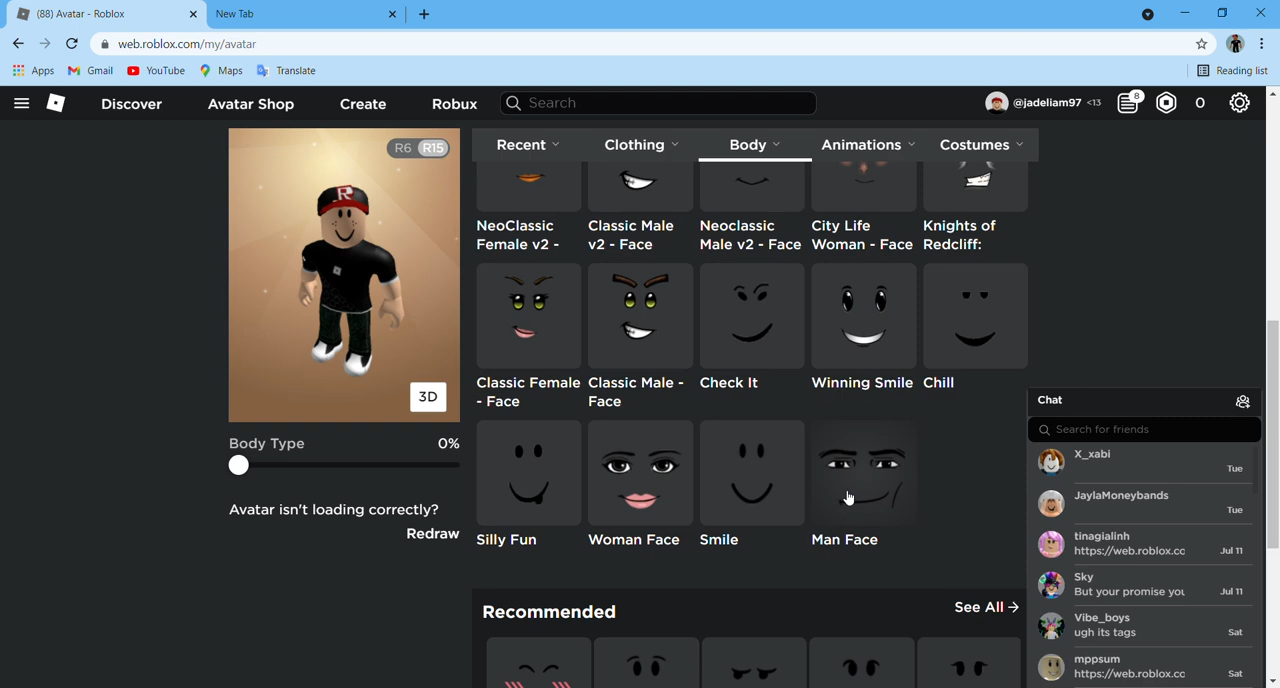 (88) Avatar - Roblox
New Tab
web.roblox.com/my/avatar
Apps
Gmail
YouTube
Maps
Translate
Reading list
Discover
Avatar Shop
Create
Robux
Search
@jadeliam97 <13
8
0
R6 R15
3D
Body Type 0%
Avatar isn't loading correctly?
Redraw
Recent
Clothing
Body
Animations
Costumes
NeoClassic
Female v2 -
Classic Male
v2 - Face
Neoclassic
Male v2 - Face
City Life
Woman - Face
Knights of
Redcliff:
Classic Female
- Face
Classic Male -
Face
Check It
Winning Smile
Chill
Silly Fun
Woman Face
Smile
Man Face
Recommended
See All →
Chat
Search for friends
X_xabi
Tue
JaylaMoneybands
Tue
tinagialinh
https://web.roblox.cc Jul 11
Sky
But your promise you Jul 11
Vibe_boys
ugh its tags Sat
mppsum
https://web.roblox.cc Sat